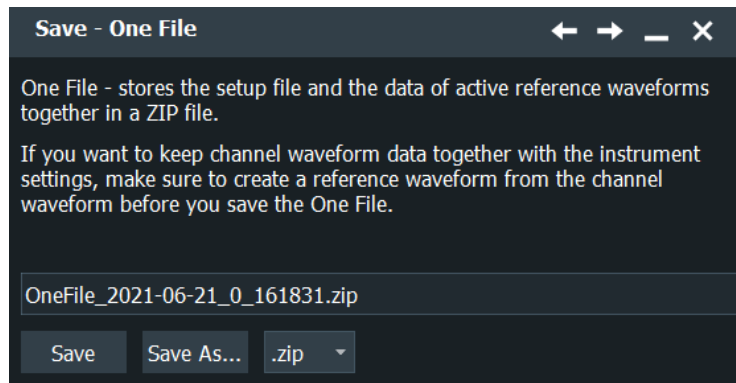 Save - One File
One File - stores the setup file and the data of active reference waveforms
together in a ZIP file.
If you want to keep channel waveform data together with the instrument
settings, make sure to create a reference waveform from the channel
waveform before you save the One File.
OneFile_2021-06-21_0_161831.zip
Save Save As... .zip